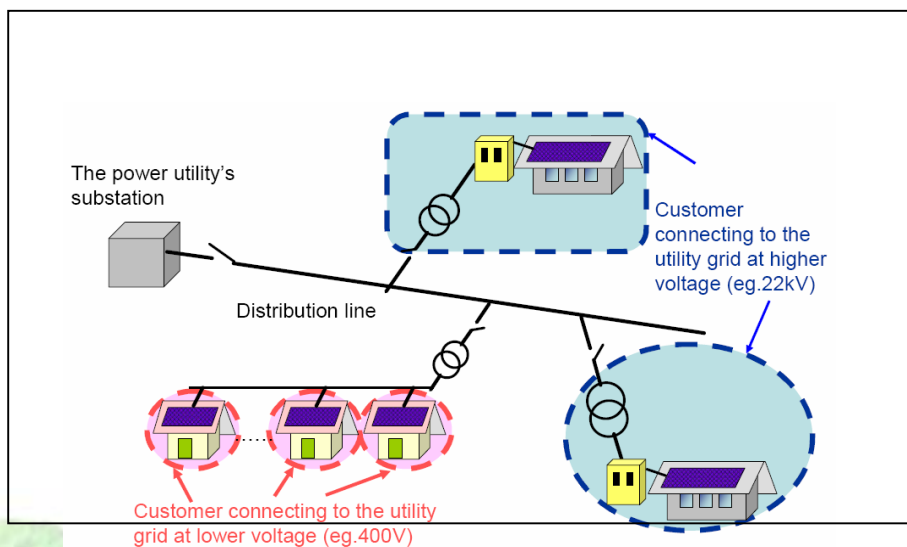 The power utility's
substation
Customer
connecting to the
utility grid at higher
voltage (eg.22kV)
Distribution line
Customer connecting to the utility
grid at lower voltage (eg.400V)